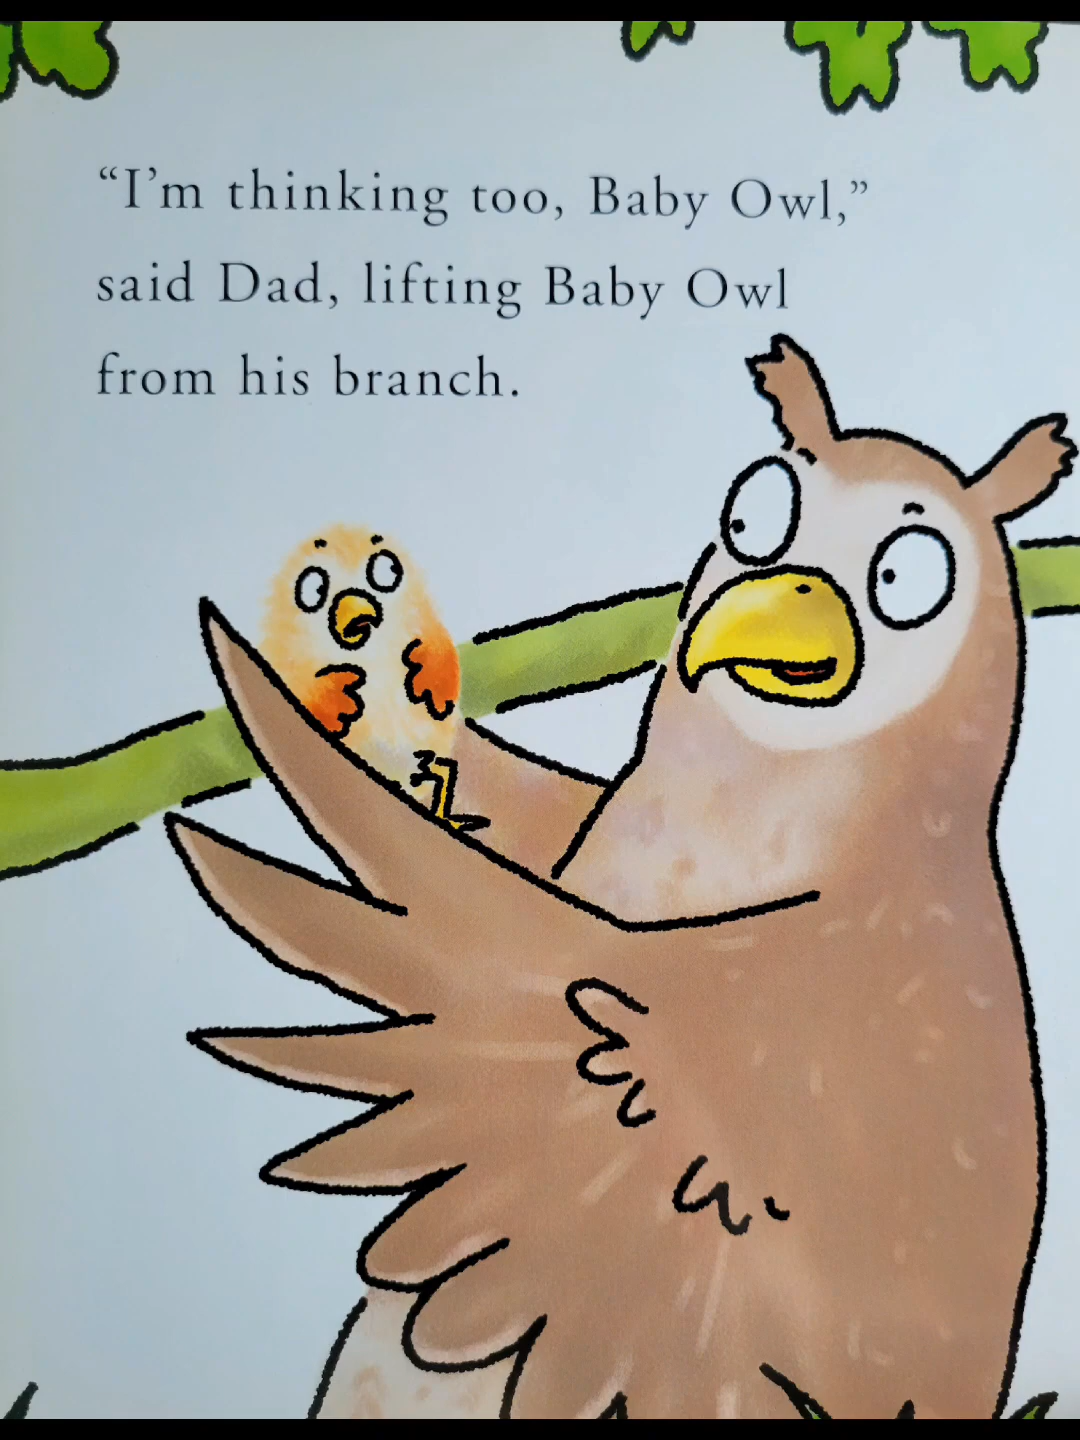 “I’m thinking too, Baby Owl,”
said Dad, lifting Baby Owl
from his branch.